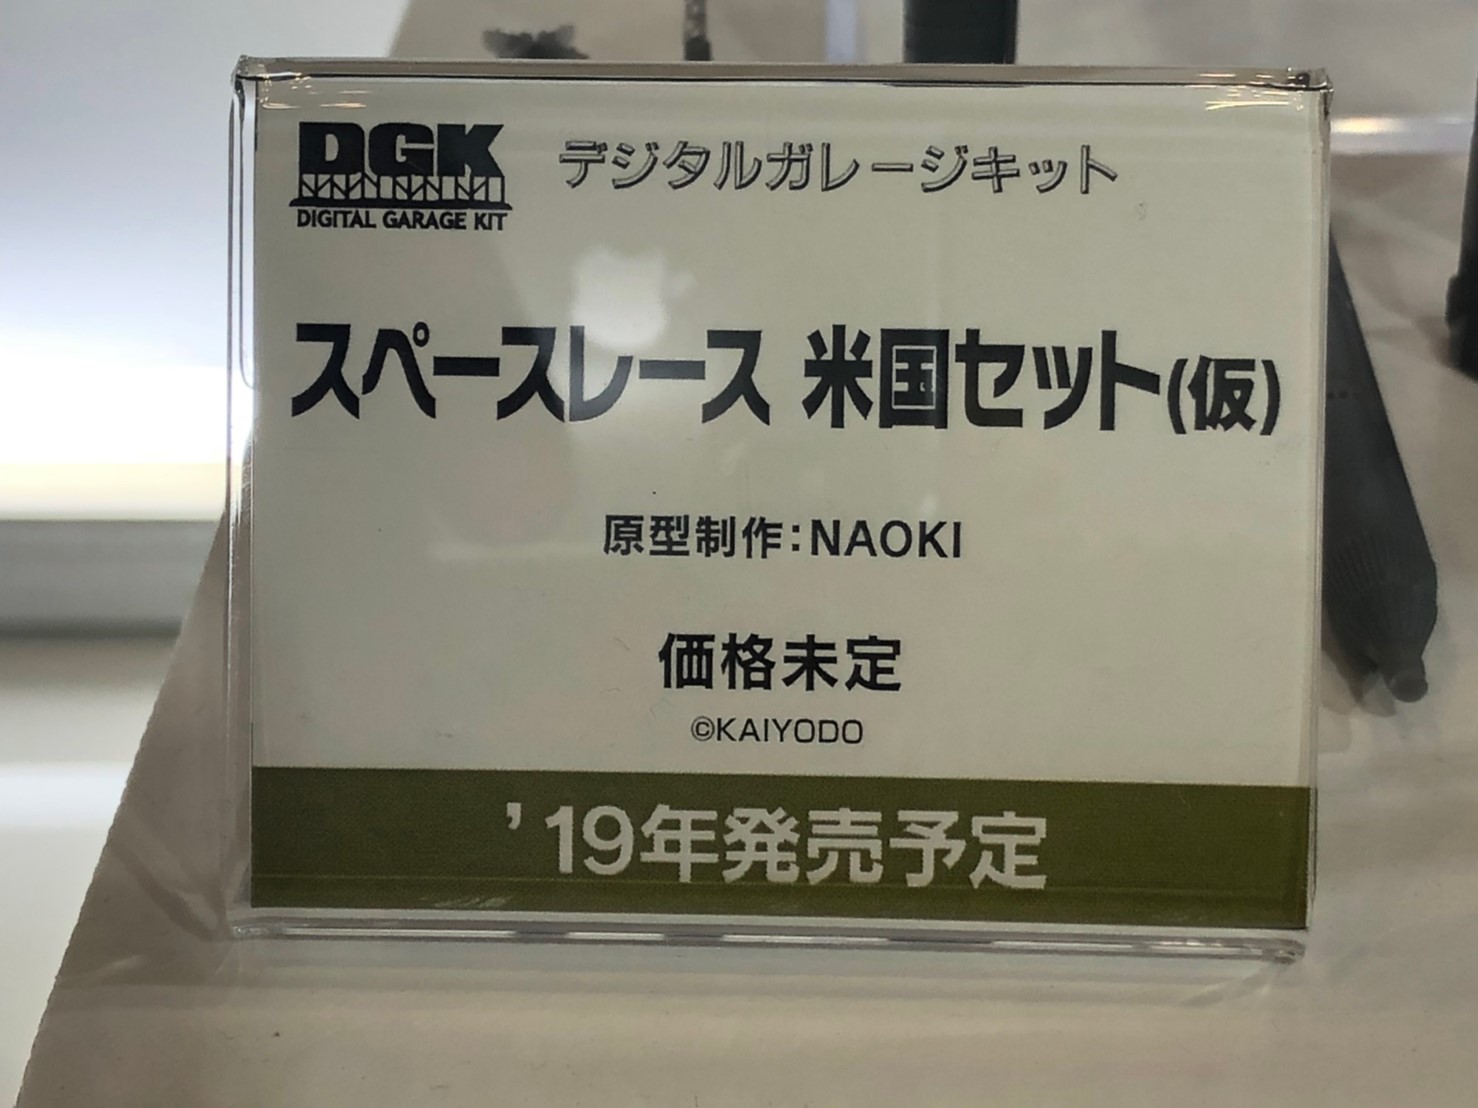 DGK
DIGITAL GARAGE KIT
デジタルガレージキット
スペースレース 米国セット(仮)
原型制作:NAOKI
価格未定
©KAIYODO
’19年発売予定